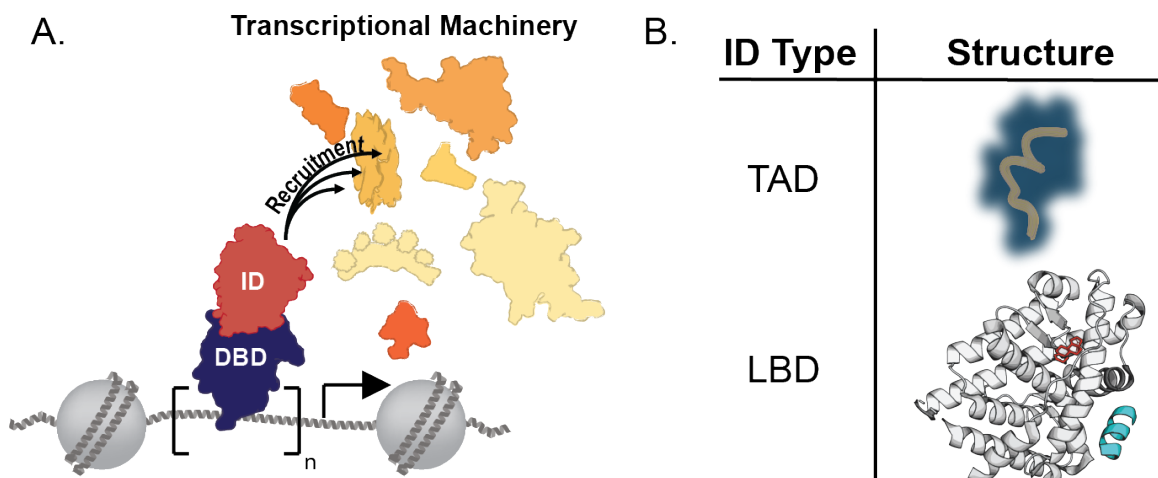 A.
Transcriptional Machinery
Recruitment
ID
DBD
n
B.
ID Type Structure
TAD
LBD